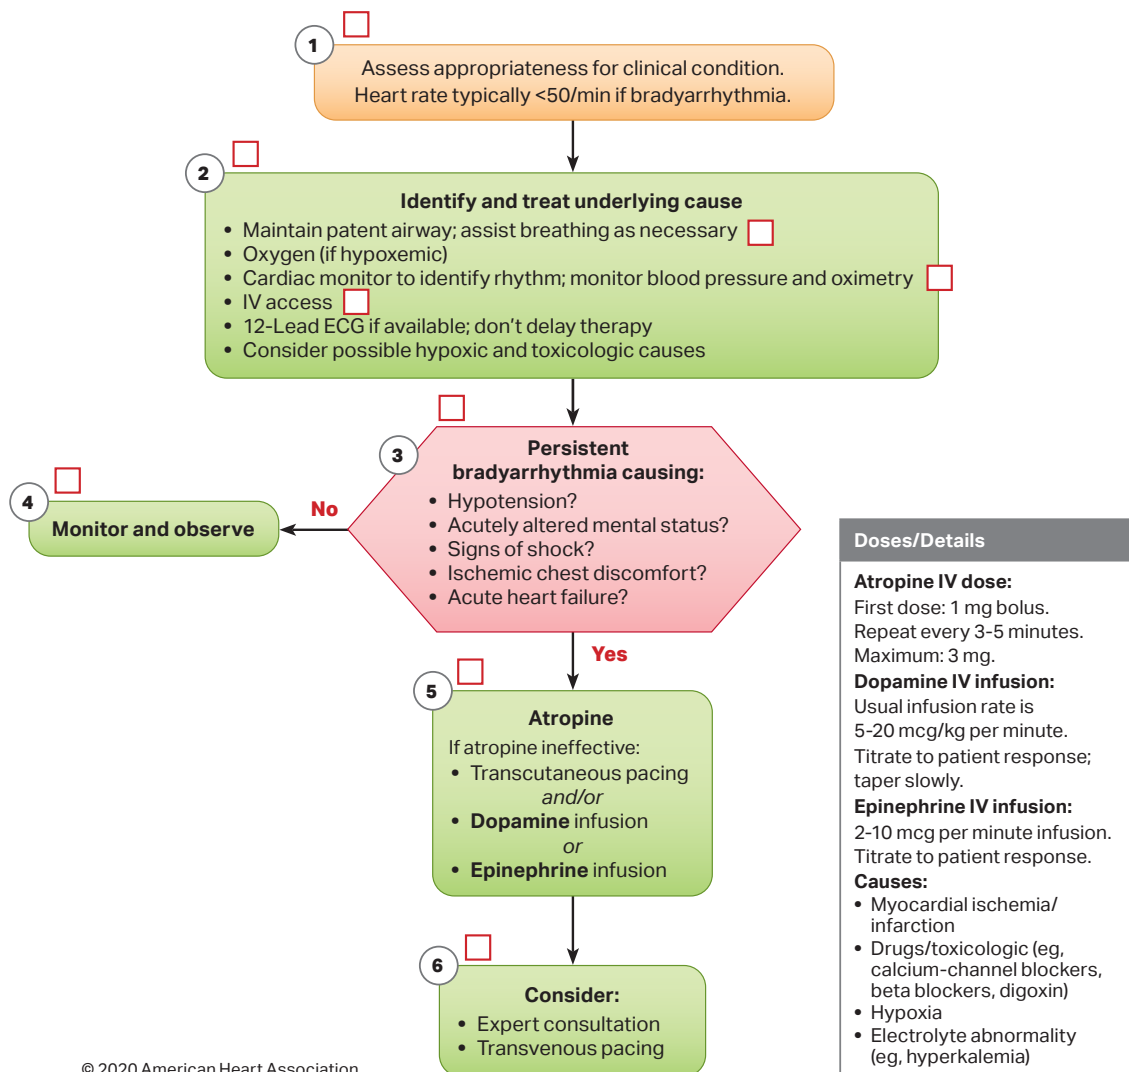 1
Assess appropriateness for clinical condition.
Heart rate typically <50/min if bradyarrhythmia.
2
Identify and treat underlying cause
• Maintain patent airway; assist breathing as necessary
• Oxygen (if hypoxemic)
• Cardiac monitor to identify rhythm; monitor blood pressure and oximetry
• IV access
• 12-Lead ECG if available; don't delay therapy
• Consider possible hypoxic and toxicologic causes
3
Persistent
bradyarrhythmia causing:
• Hypotension?
• Acutely altered mental status?
• Signs of shock?
• Ischemic chest discomfort?
• Acute heart failure?
No
4
Monitor and observe
Yes
5
Atropine
If atropine ineffective:
• Transcutaneous pacing
and/or
• Dopamine infusion
or
• Epinephrine infusion
6
Consider:
• Expert consultation
• Transvenous pacing
Doses/Details
Atropine IV dose:
First dose: 1 mg bolus.
Repeat every 3-5 minutes.
Maximum: 3 mg.
Dopamine IV infusion:
Usual infusion rate is
5-20 mcg/kg per minute.
Titrate to patient response;
taper slowly.
Epinephrine IV infusion:
2-10 mcg per minute infusion.
Titrate to patient response.
Causes:
• Myocardial ischemia/
infarction
• Drugs/toxicologic (eg,
calcium-channel blockers,
beta blockers, digoxin)
• Hypoxia
• Electrolyte abnormality
(eg, hyperkalemia)
© 2020 American Heart Association